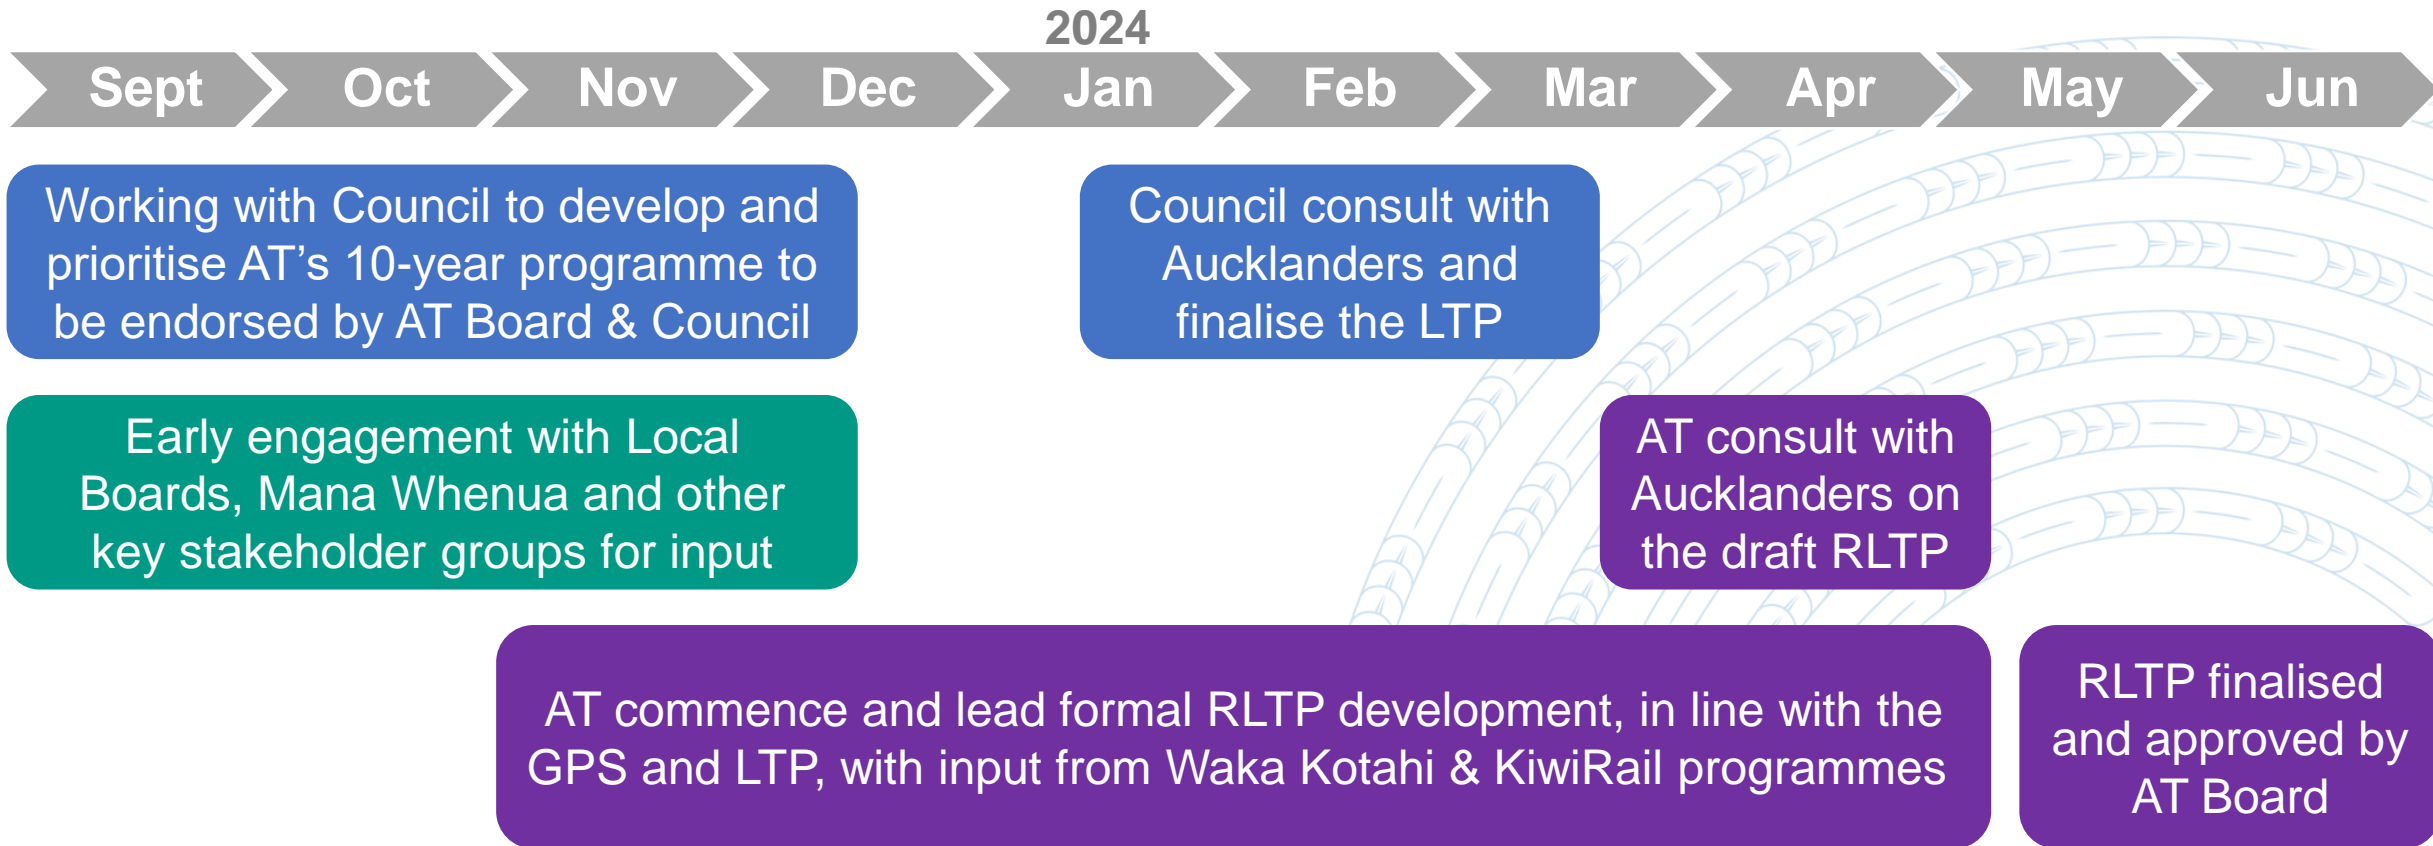 2024
Sept Oct Nov Dec Jan Feb Mar Apr May Jun
Working with Council to develop and
prioritise AT's 10-year programme to
be endorsed by AT Board & Council
Council consult with
Aucklanders and
finalise the LTP
Early engagement with Local
Boards, Mana Whenua and other
key stakeholder groups for input
AT consult with
Aucklanders on
the draft RLTP
AT commence and lead formal RLTP development, in line with the
GPS and LTP, with input from Waka Kotahi & KiwiRail programmes
RLTP finalised
and approved by
AT Board